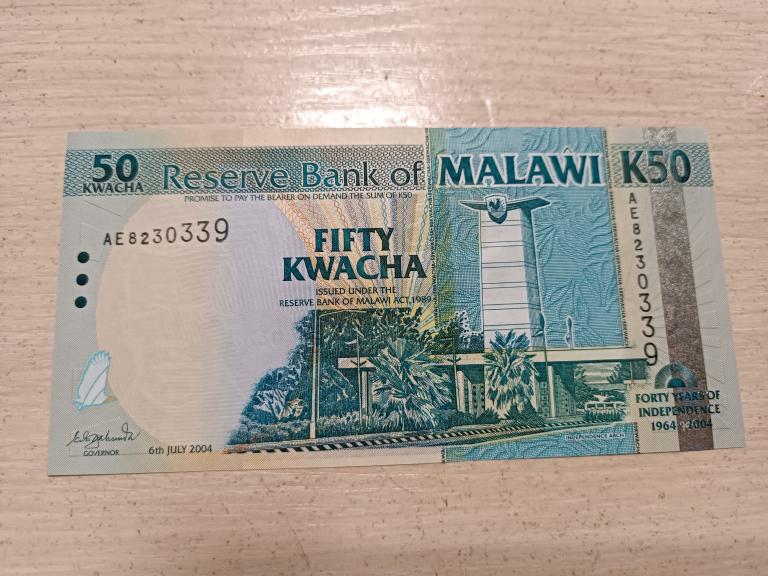 50
KWACHA
Reserve Bank of MALAWI K50
PROMISE TO PAY THE BEARER ON DEMAND THE SUM OF K50
AE8230339
FIFTY
KWACHA
ISSUED UNDER THE
RESERVE BANK OF MALAWI ACT, 1989
AE8230339
FORTY YEARS OF
INDEPENDENCE
1964 2004
INDEPENDENCE ARCH
GOVERNOR
6th JULY 2004